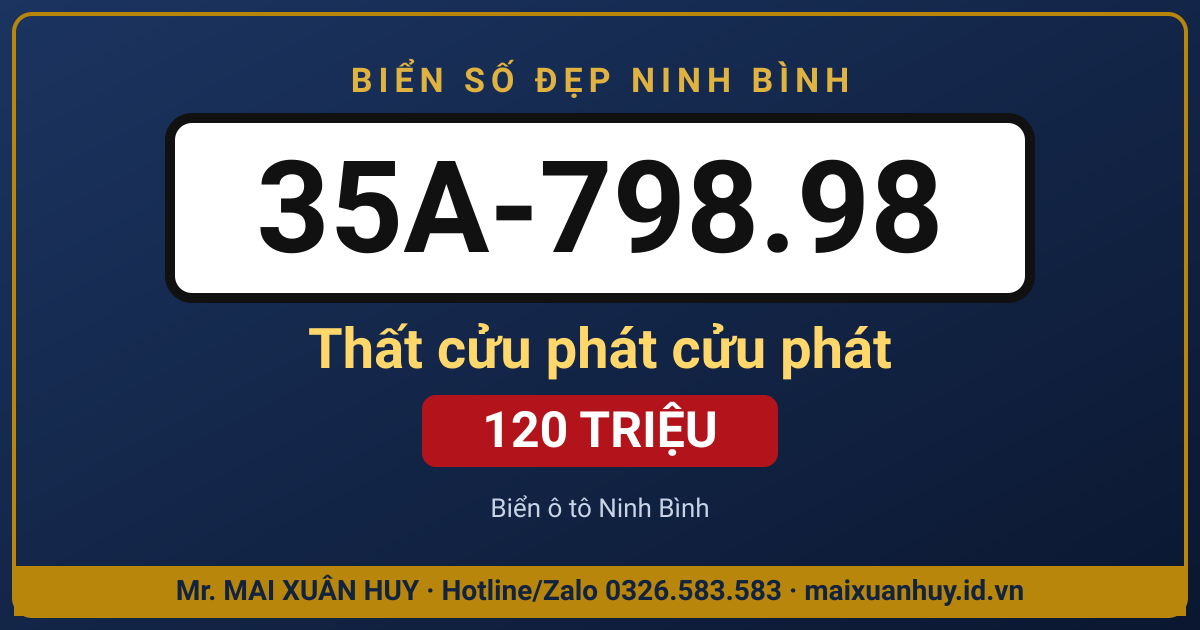 BIỂN SỐ ĐẸP NINH BÌNH
35A-798.98
Thất cửu phát cửu phát
120 TRIỆU
Biển ô tô Ninh Bình
Mr. MAI XUÂN HUY · Hotline/Zalo 0326.583.583 · maixuanhuy.id.vn